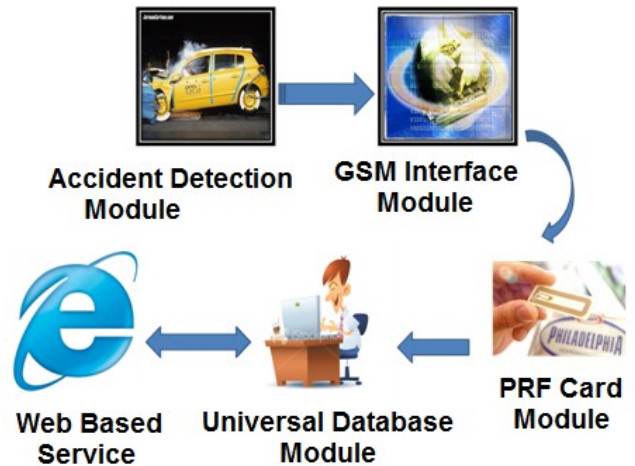 Accident Detection
Module
GSM Interface
Module
PHILADELPHIA
PRF Card
Module
Universal Database
Module
Web Based
Service